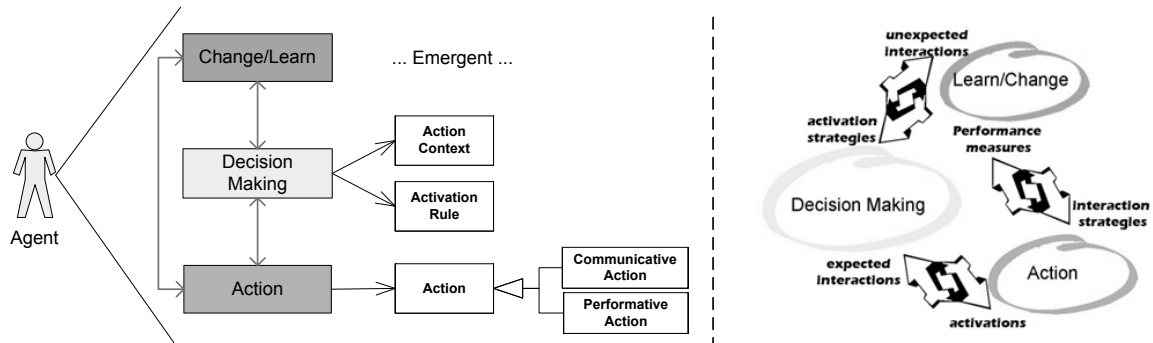 Change/Learn
... Emergent ...
Decision
Making
Action
Context
Activation
Rule
Agent
Action
Action
Communicative
Action
Performative
Action
unexpected
interactions
Learn/Change
activation
strategies
Performance
measures
Decision Making
interaction
strategies
expected
interactions
Action
activations